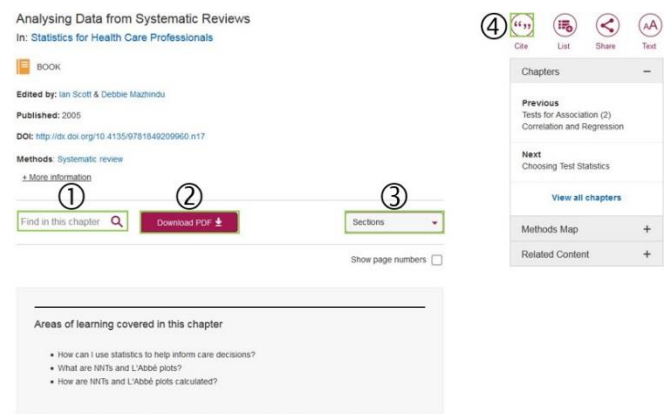 Analysing Data from Systematic Reviews
In: Statistics for Health Care Professionals
BOOK
Edited by: Ian Scott & Debbie Mazhindu
Published: 2005
DOI: http://dx.doi.org/10.4135/9781849209960.n17
Methods: Systematic review
+ More information
① ② ③
Find in this chapter Download PDF Sections
Show page numbers
Areas of learning covered in this chapter
• How can I use statistics to help inform care decisions?
• What are NNTs and L'Abbé plots?
• How are NNTs and L'Abbé plots calculated?
④ “ ” AA
Cite List Share Text
Chapters −
Previous
Tests for Association (2)
Correlation and Regression
Next
Choosing Test Statistics
View all chapters
Methods Map +
Related Content +